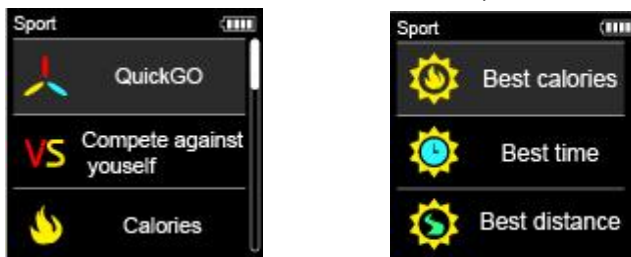 Sport
QuickGO
VS
Compete against
youself
Calories
Sport
Best calories
Best time
Best distance